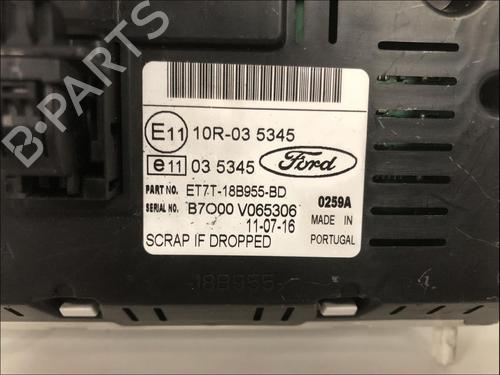 E11 10R-03 5345
e11 03 5345 Ford
PART NO. ET7T-18B955-BD
SERIAL NO. B7O00 V065306 0259A
11-07-16 MADE IN
SCRAP IF DROPPED PORTUGAL
18B955
B-PARTS